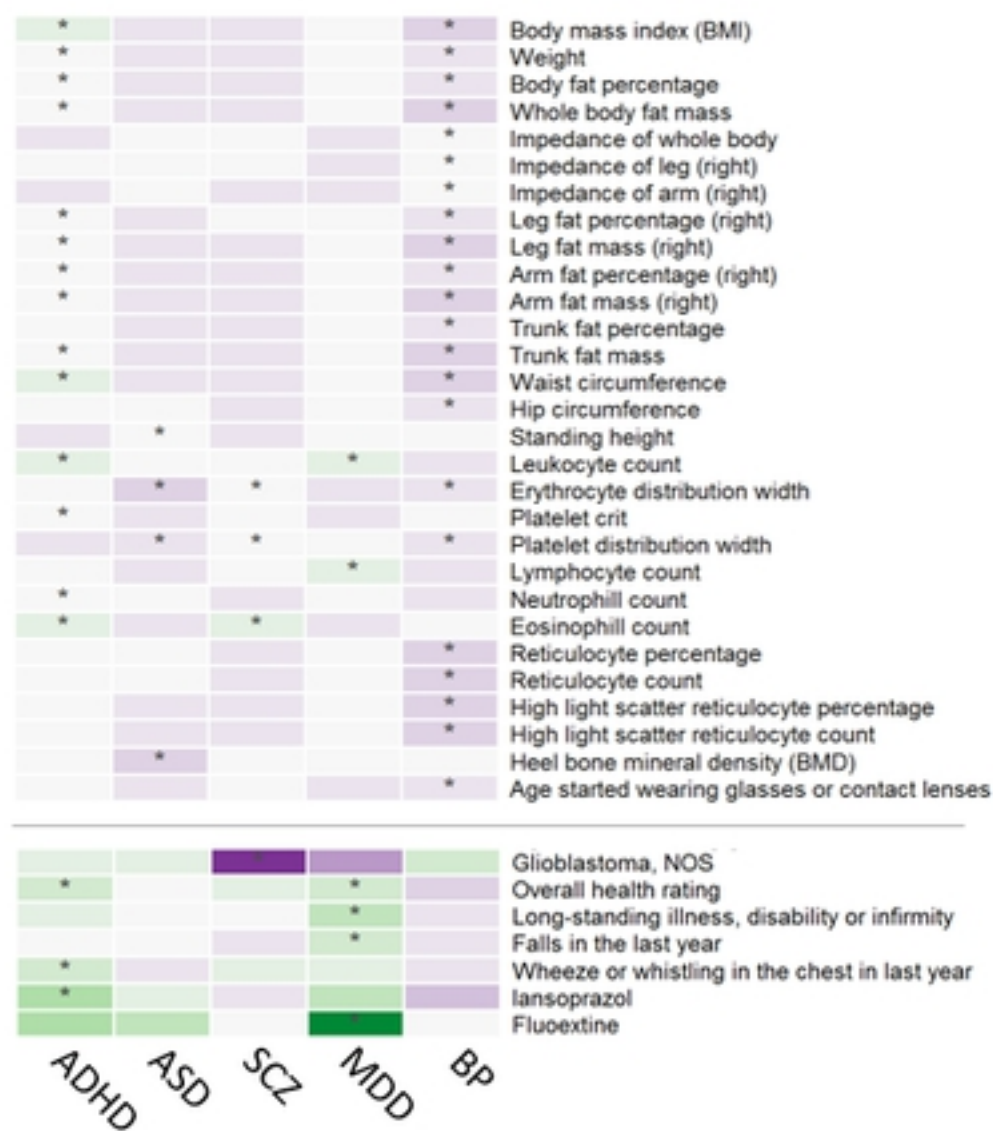 * * Body mass index (BMI)
* * Weight
* * Body fat percentage
* * Whole body fat mass
* Impedance of whole body
* Impedance of leg (right)
* Impedance of arm (right)
* * Leg fat percentage (right)
* * Leg fat mass (right)
* * Arm fat percentage (right)
* * Arm fat mass (right)
* Trunk fat percentage
* * Trunk fat mass
* * Waist circumference
* Hip circumference
* Standing height
* * Leukocyte count
* * * Erythrocyte distribution width
* Platelet crit
* * * Platelet distribution width
* Lymphocyte count
* Neutrophill count
* * Eosinophill count
* Reticulocyte percentage
* Reticulocyte count
* High light scatter reticulocyte percentage
* High light scatter reticulocyte count
* Heel bone mineral density (BMD)
* Age started wearing glasses or contact lenses
* Glioblastoma, NOS
* * Overall health rating
* Long-standing illness, disability or infirmity
* Falls in the last year
* Wheeze or whistling in the chest in last year
* lansoprazol
* Fluoextine
ADHD ASD SCZ MDD BP